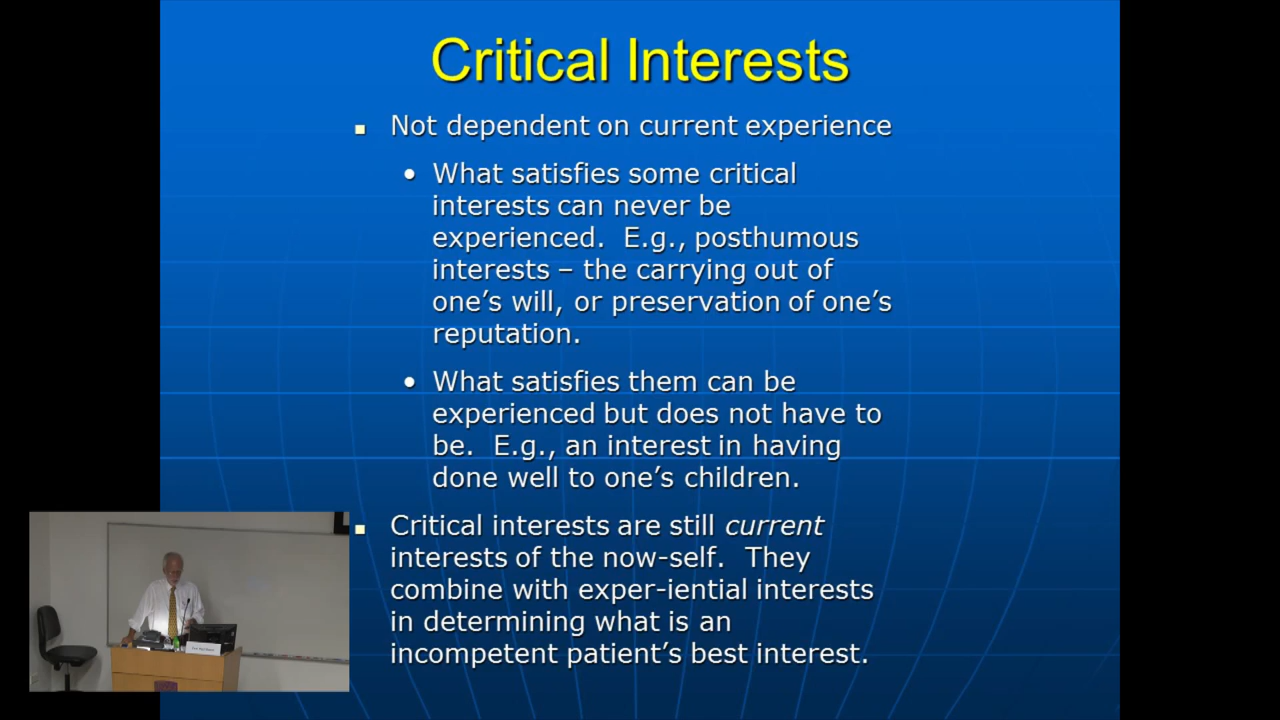 Critical Interests
Not dependent on current experience
What satisfies some critical
interests can never be
experienced. E.g., posthumous
interests – the carrying out of
one's will, or preservation of one's
reputation.
What satisfies them can be
experienced but does not have to
be. E.g., an interest in having
done well to one's children.
Critical interests are still current
interests of the now-self. They
combine with exper-iential interests
in determining what is an
incompetent patient's best interest.